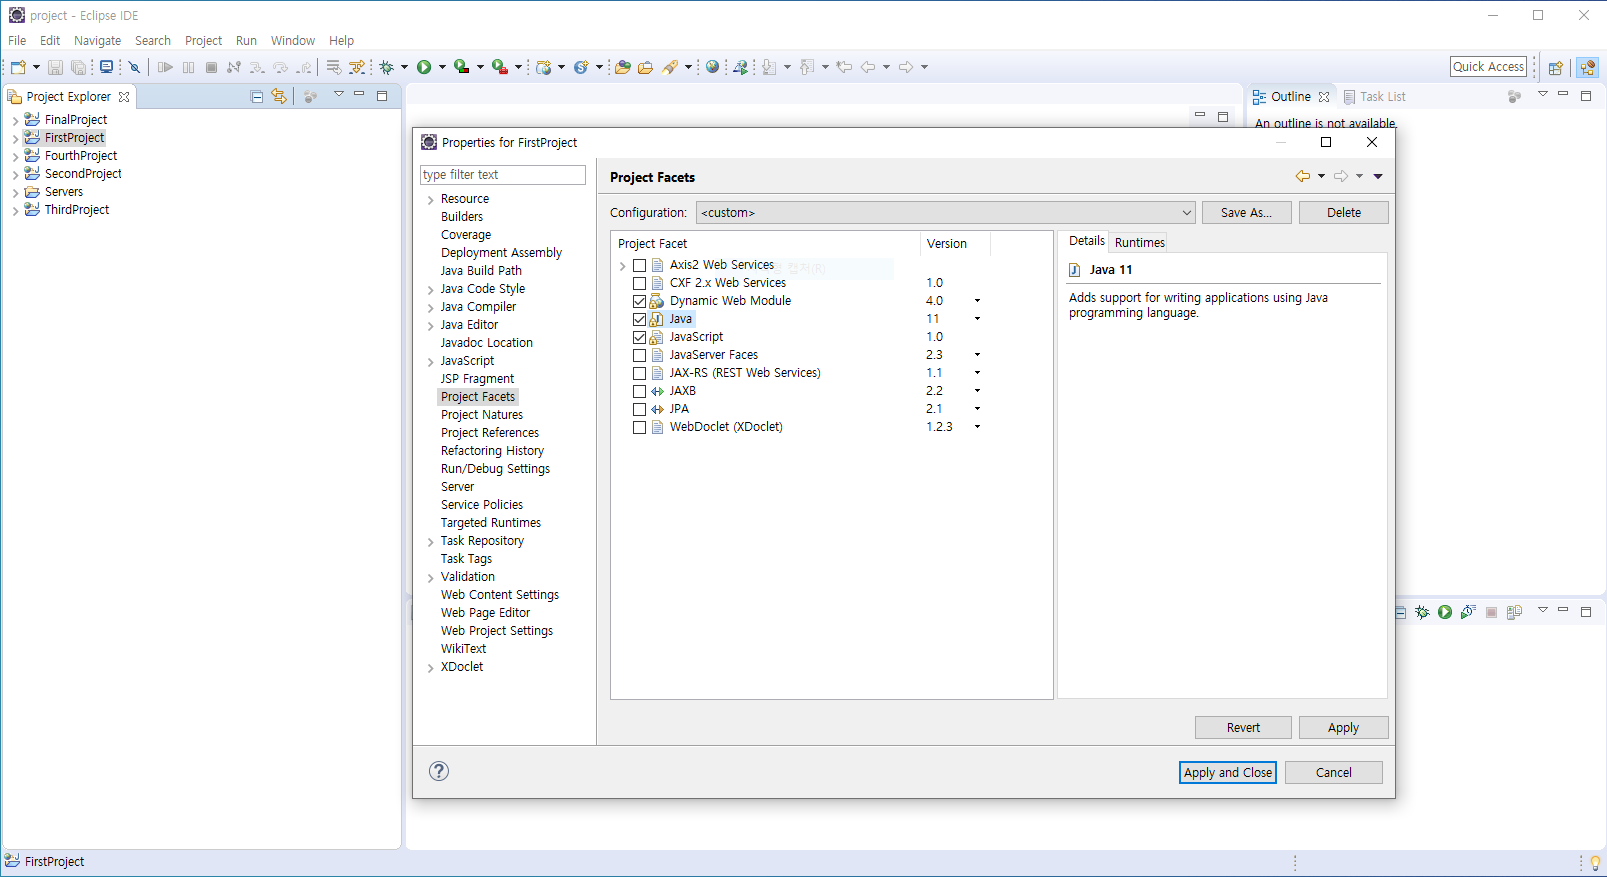 project - Eclipse IDE
File Edit Navigate Search Project Run Window Help
Quick Access
Project Explorer
FinalProject
FirstProject
FourthProject
SecondProject
Servers
ThirdProject
Outline Task List
An outline is not available.
Properties for FirstProject
type filter text
Resource
Builders
Coverage
Deployment Assembly
Java Build Path
Java Code Style
Java Compiler
Java Editor
Javadoc Location
JavaScript
JSP Fragment
Project Facets
Project Natures
Project References
Refactoring History
Run/Debug Settings
Server
Service Policies
Targeted Runtimes
Task Repository
Task Tags
Validation
Web Content Settings
Web Page Editor
Web Project Settings
WikiText
XDoclet
Project Facets
Configuration: <custom> Save As... Delete
Project Facet Version
Axis2 Web Services
캡처(R)
CXF 2.x Web Services 1.0
Dynamic Web Module 4.0
Java 11
JavaScript 1.0
JavaServer Faces 2.3
JAX-RS (REST Web Services) 1.1
JAXB 2.2
JPA 2.1
WebDoclet (XDoclet) 1.2.3
Details Runtimes
Java 11
Adds support for writing applications using Java
programming language.
Revert Apply
Apply and Close Cancel
FirstProject